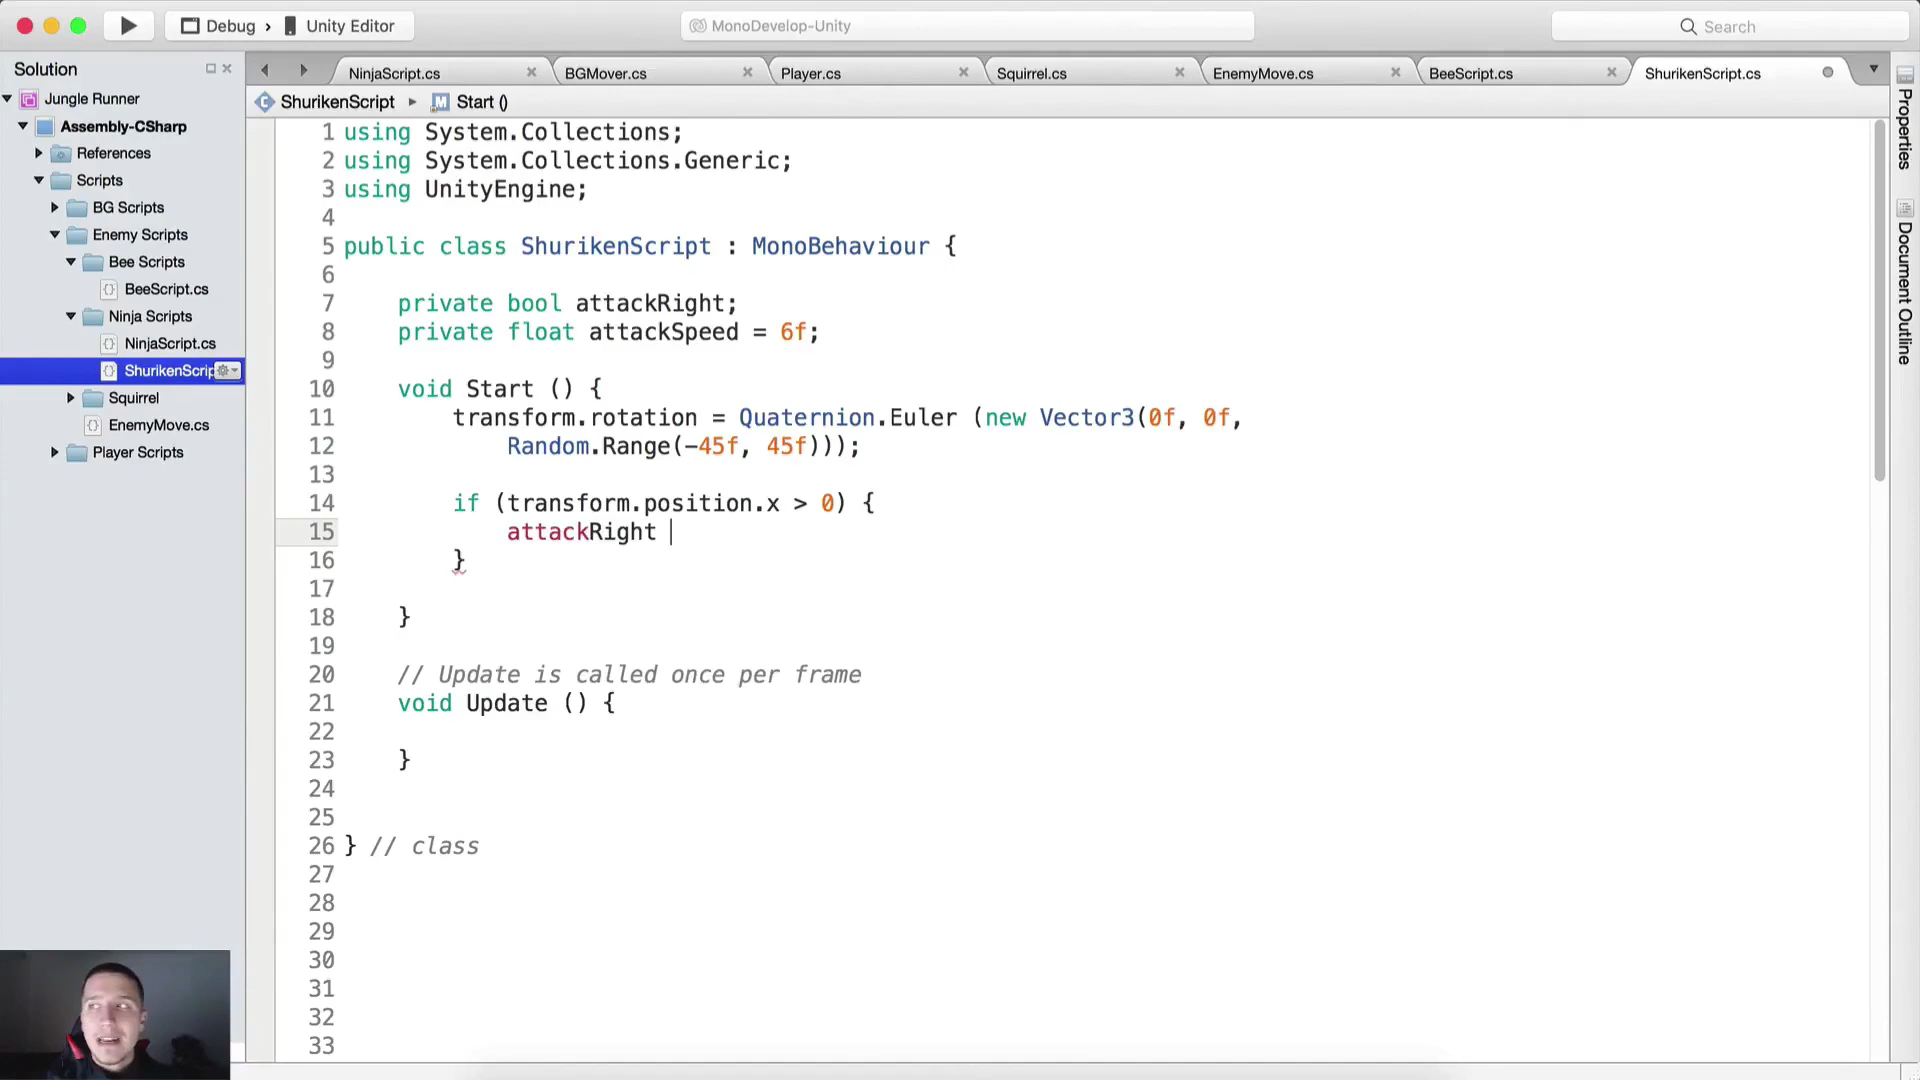 Debug › Unity Editor
MonoDevelop-Unity
Search
Solution
NinjaScript.cs
BGMover.cs
Player.cs
Squirrel.cs
EnemyMove.cs
BeeScript.cs
ShurikenScript.cs
Jungle Runner
Assembly-CSharp
References
Scripts
BG Scripts
Enemy Scripts
Bee Scripts
BeeScript.cs
Ninja Scripts
NinjaScript.cs
ShurikenScrip
Squirrel
EnemyMove.cs
Player Scripts
ShurikenScript ▸ M Start ()
1 using System.Collections;
2 using System.Collections.Generic;
3 using UnityEngine;
4
5 public class ShurikenScript : MonoBehaviour {
6
7 private bool attackRight;
8 private float attackSpeed = 6f;
9
10 void Start () {
11 transform.rotation = Quaternion.Euler (new Vector3(0f, 0f,
12 Random.Range(-45f, 45f)));
13
14 if (transform.position.x > 0) {
15 attackRight
16 }
17
18 }
19
20 // Update is called once per frame
21 void Update () {
22
23 }
24
25
26 } // class
27
28
29
30
31
32
33
Properties
Document Outline